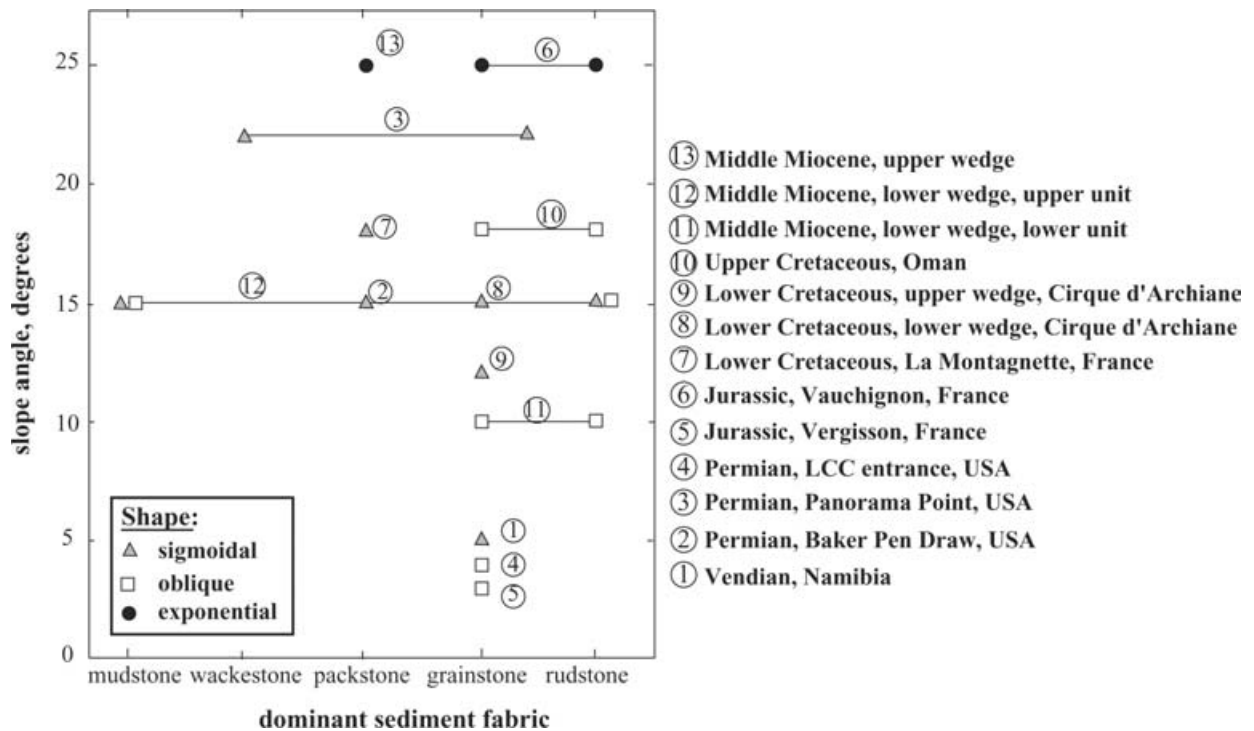 25
20
15
10
5
0
slope angle, degrees
13
6
3
7
10
12
2
8
9
11
1
4
5
Shape:
sigmoidal
oblique
exponential
mudstone wackestone packstone grainstone rudstone
dominant sediment fabric
13 Middle Miocene, upper wedge
12 Middle Miocene, lower wedge, upper unit
11 Middle Miocene, lower wedge, lower unit
10 Upper Cretaceous, Oman
9 Lower Cretaceous, upper wedge, Cirque d'Archiane
8 Lower Cretaceous, lower wedge, Cirque d'Archiane
7 Lower Cretaceous, La Montagnette, France
6 Jurassic, Vauchignon, France
5 Jurassic, Vergisson, France
4 Permian, LCC entrance, USA
3 Permian, Panorama Point, USA
2 Permian, Baker Pen Draw, USA
1 Vendian, Namibia